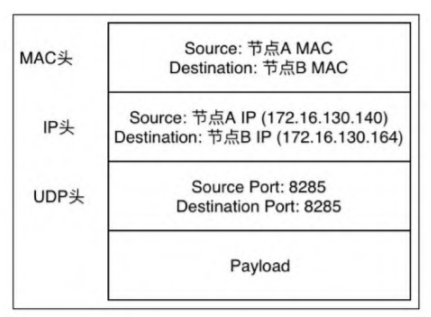 MAC头
Source: 节点A MAC
Destination: 节点B MAC
IP头
Source: 节点A IP (172.16.130.140)
Destination: 节点B IP (172.16.130.164)
UDP头
Source Port: 8285
Destination Port: 8285
Payload